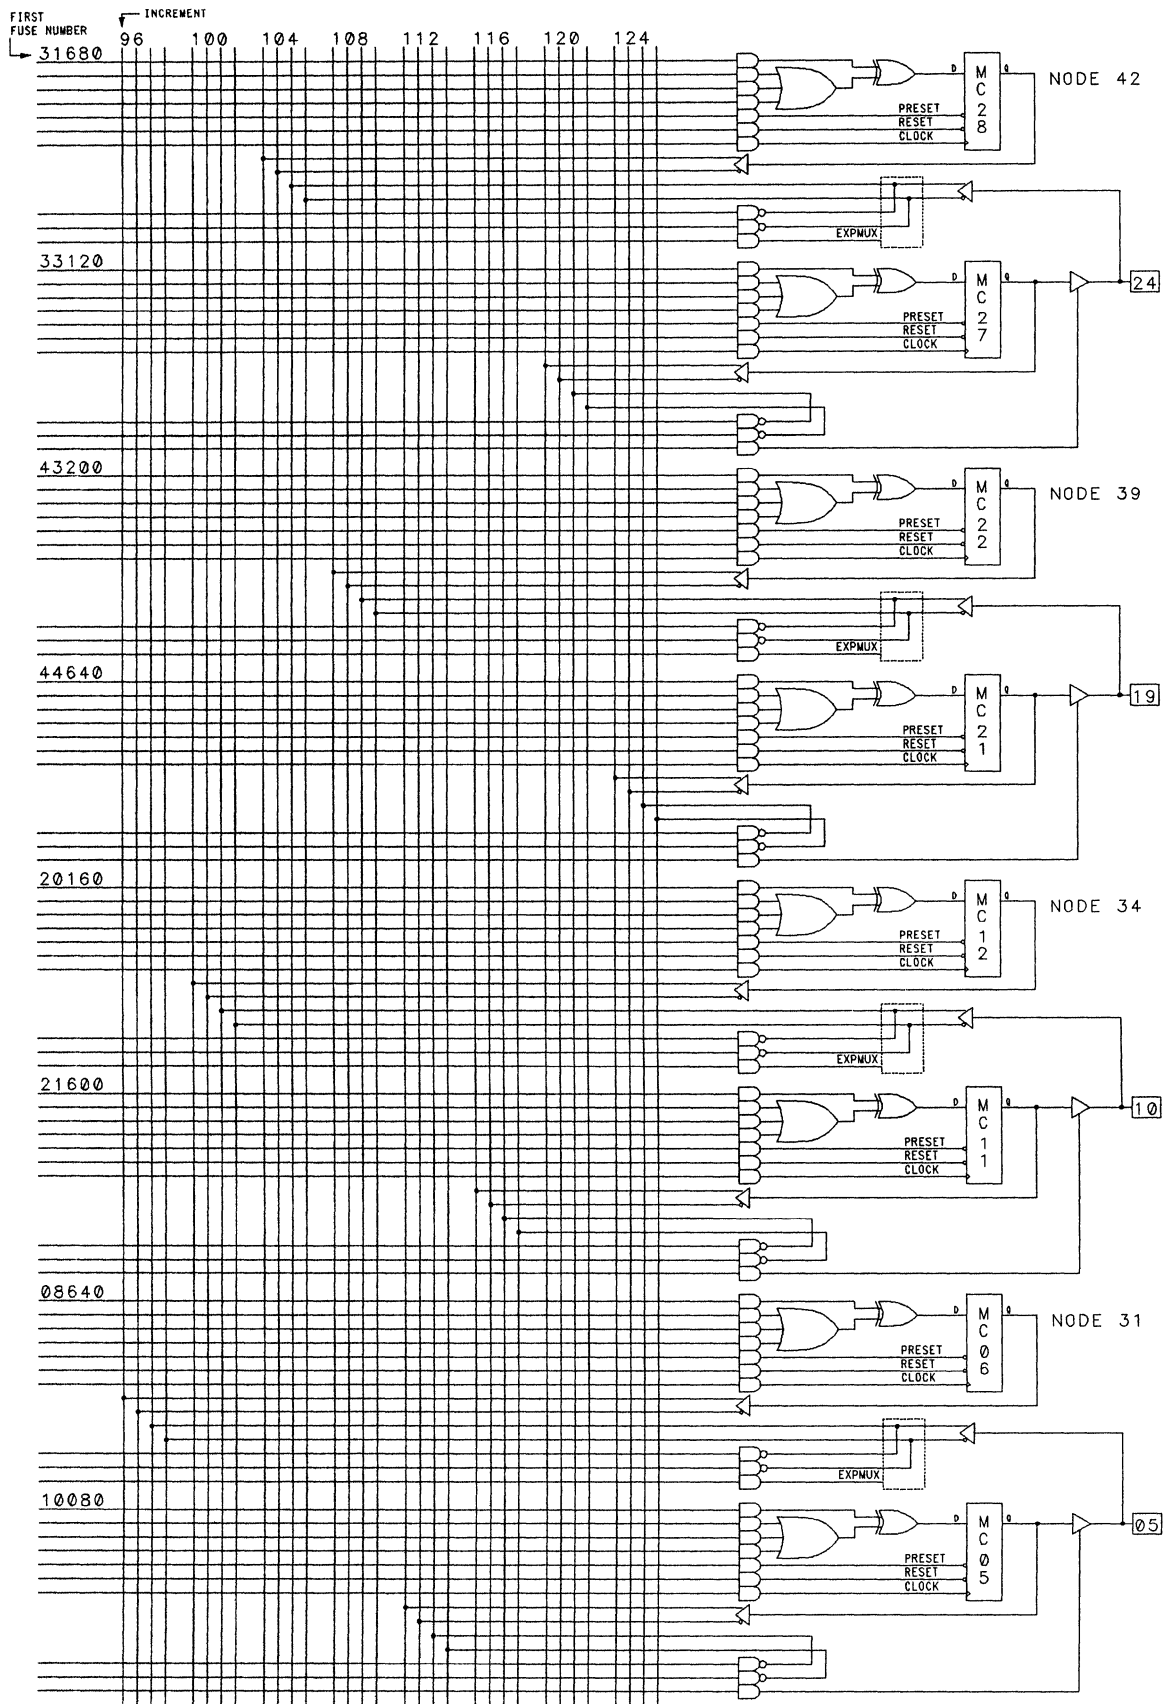 FIRST
FUSE NUMBER
INCREMENT
96 100 104 108 112 116 120 124
31680
D MC28 Q
NODE 42
PRESET
RESET
CLOCK
EXPMUX
33120
D MC27 Q
24
PRESET
RESET
CLOCK
43200
D MC22 Q
NODE 39
PRESET
RESET
CLOCK
EXPMUX
44640
D MC21 Q
19
PRESET
RESET
CLOCK
20160
D MC12 Q
NODE 34
PRESET
RESET
CLOCK
EXPMUX
21600
D MC11 Q
10
PRESET
RESET
CLOCK
08640
D MC06 Q
NODE 31
PRESET
RESET
CLOCK
EXPMUX
10080
D MC05 Q
05
PRESET
RESET
CLOCK